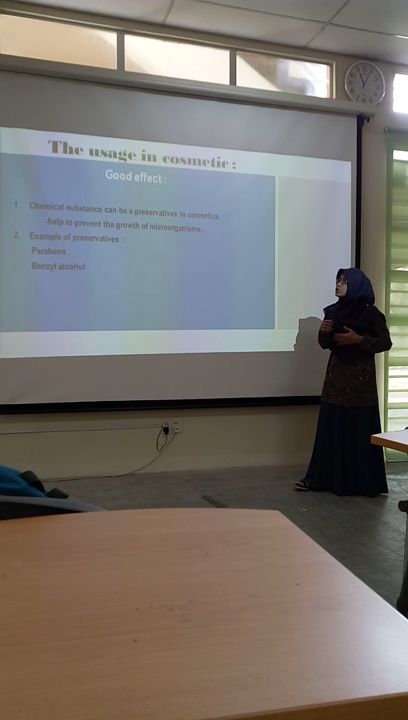 The usage in cosmetic :
Good effect :
1. Chemical substance can be a preservatives in cosmetics.
-help to prevent the growth of microorganisms.
2. Example of preservatives :
Parabens
Benzyl alcohol